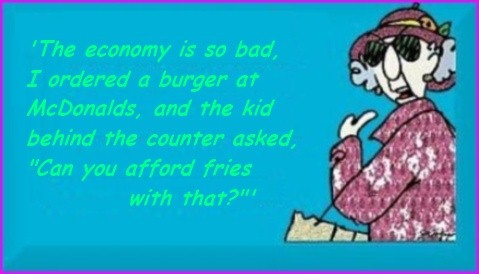 'The economy is so bad,
I ordered a burger at
McDonalds, and the kid
behind the counter asked,
"Can you afford fries
with that?"'